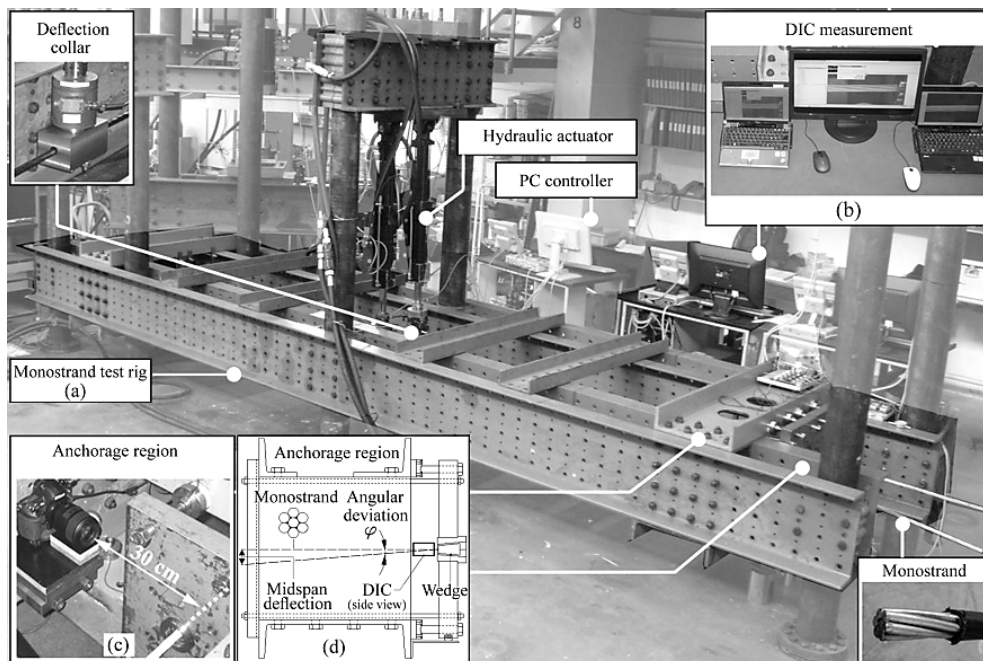 Deflection
collar
Hydraulic actuator
PC controller
DIC measurement
(b)
Monostrand test rig
(a)
Anchorage region
30 cm
(c)
Anchorage region
Monostrand
Angular
deviation
φ
Midspan
deflection
DIC
(side view)
Wedge
(d)
Monostrand
8